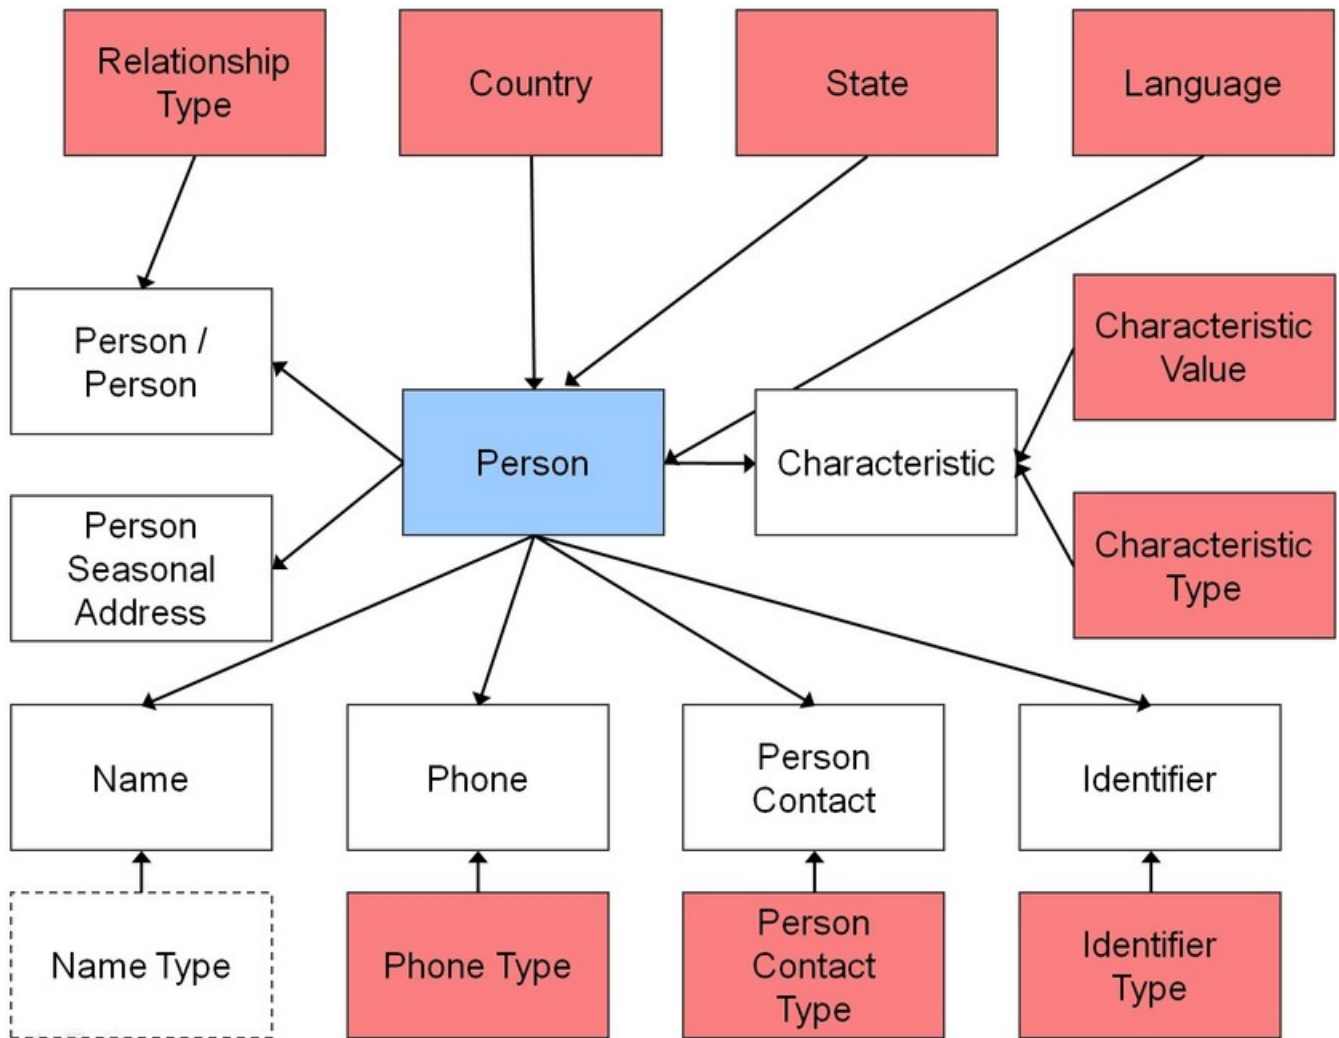 Relationship
Type
Country
State
Language
Person /
Person
Characteristic
Value
Person
Characteristic
Person
Seasonal
Address
Characteristic
Type
Name
Phone
Person
Contact
Identifier
Name Type
Phone Type
Person
Contact
Type
Identifier
Type